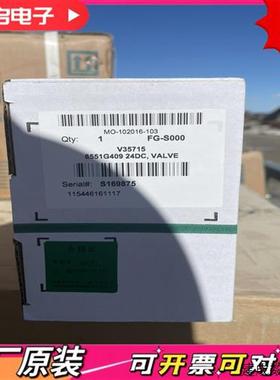 启电子
MO-102016-103
Qty: 1 FG-S000
V35715
8551G409 24DC, VALVE
Serial#: S169875
115446161117
厂原装 可开票可对